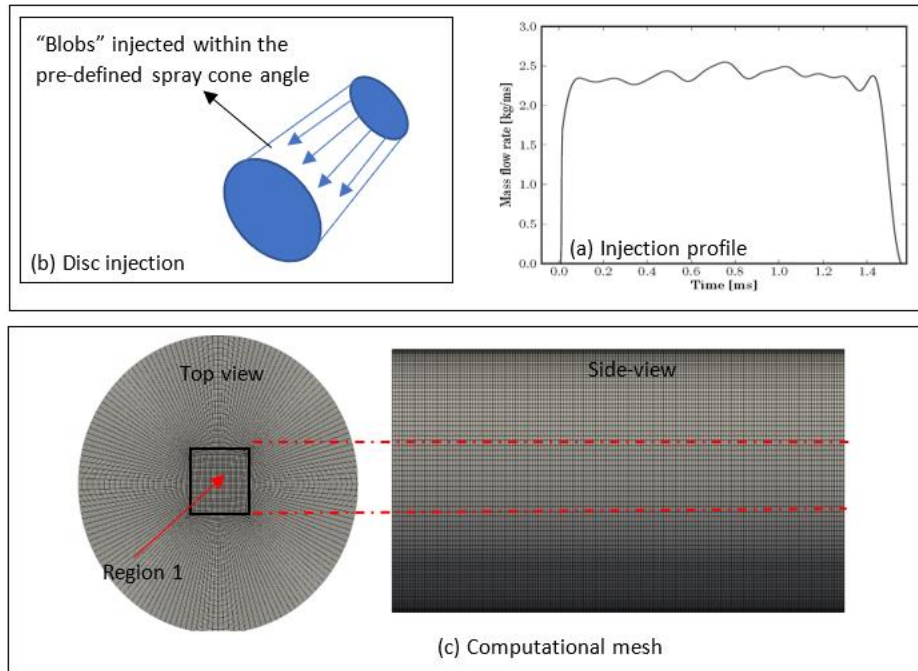 “Blobs” injected within the
pre-defined spray cone angle
(b) Disc injection
3.0
2.5
2.0
1.5
1.0
0.5
0.0
Mass flow rate [kg/ms]
(a) Injection profile
0.0 0.2 0.4 0.6 0.8 1.0 1.2 1.4
Time [ms]
Top view
Side-view
Region 1
(c) Computational mesh